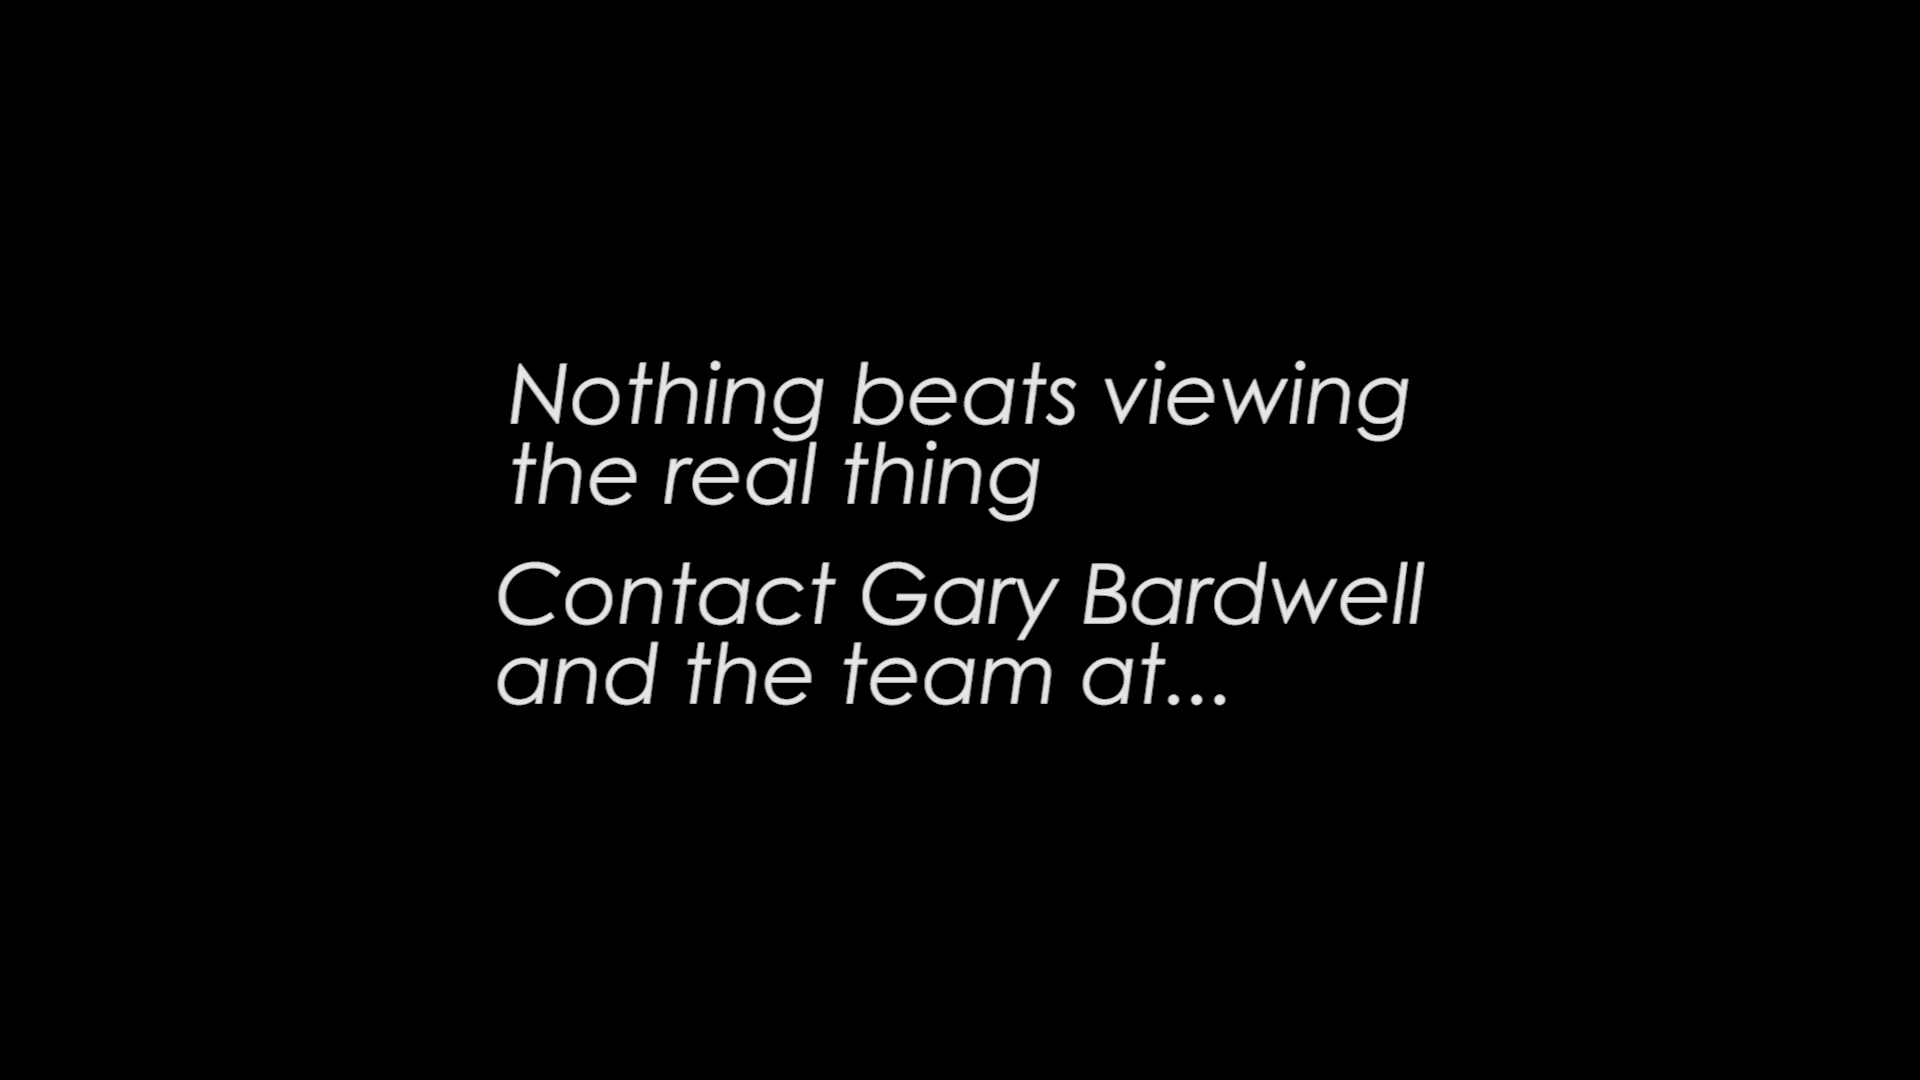 Nothing beats viewing
the real thing
Contact Gary Bardwell
and the team at...